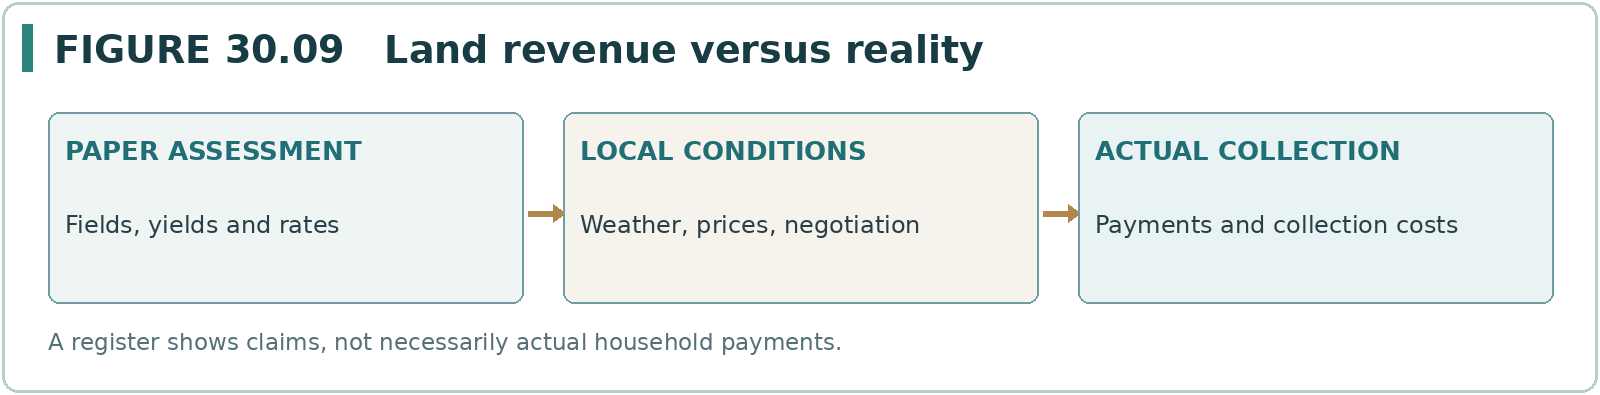 FIGURE 30.09 Land revenue versus reality
PAPER ASSESSMENT
Fields, yields and rates
LOCAL CONDITIONS
Weather, prices, negotiation
ACTUAL COLLECTION
Payments and collection costs
A register shows claims, not necessarily actual household payments.